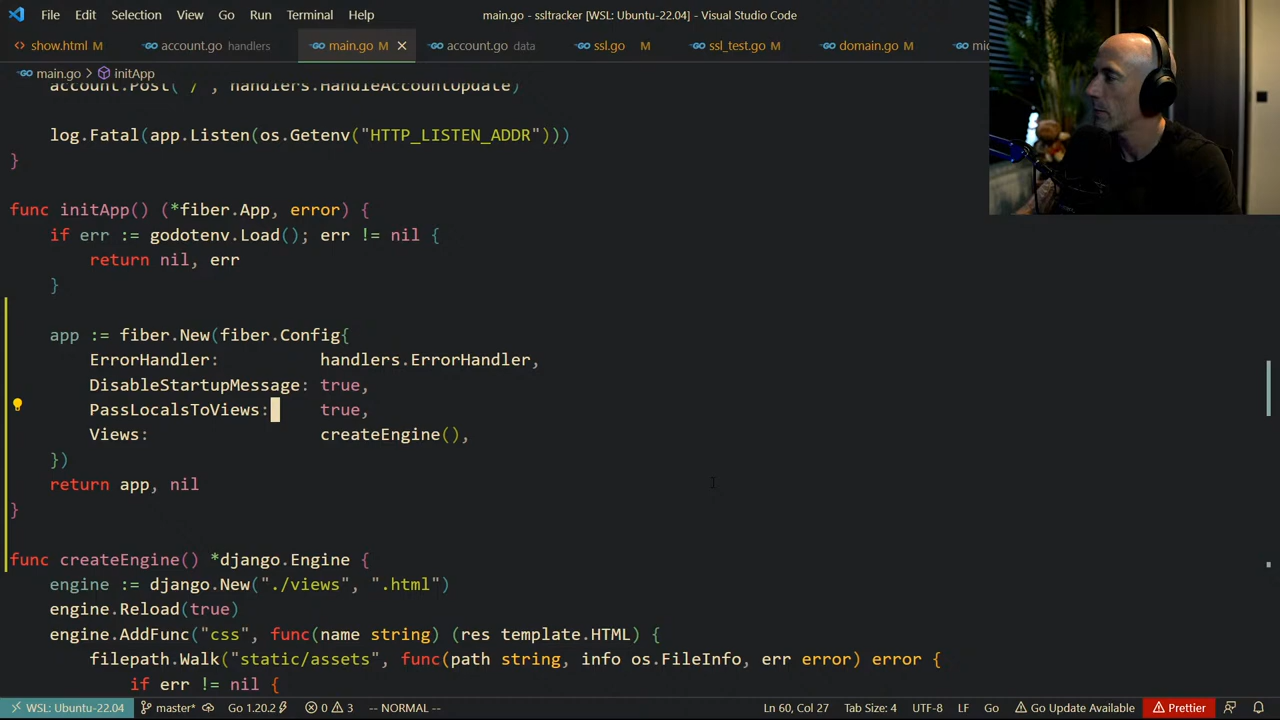 File Edit Selection View Go Run Terminal Help main.go - ssltracker [WSL: Ubuntu-22.04] - Visual Studio Code
show.html M account.go handlers main.go M account.go data ssl.go M ssl_test.go M domain.go M
main.go > initApp
account.Post("/", handlers.HandleAccountUpdate)
log.Fatal(app.Listen(os.Getenv("HTTP_LISTEN_ADDR")))
}
func initApp() (*fiber.App, error) {
if err := godotenv.Load(); err != nil {
return nil, err
}
app := fiber.New(fiber.Config{
ErrorHandler: handlers.ErrorHandler,
DisableStartupMessage: true,
PassLocalsToViews: true,
Views: createEngine(),
})
return app, nil
}
func createEngine() *django.Engine {
engine := django.New("./views", ".html")
engine.Reload(true)
engine.AddFunc("css", func(name string) (res template.HTML) {
filepath.Walk("static/assets", func(path string, info os.FileInfo, err error) error {
if err != nil {
WSL: Ubuntu-22.04 master* Go 1.20.2 0 3 -- NORMAL -- Ln 60, Col 27 Tab Size: 4 UTF-8 LF Go Go Update Available Prettier